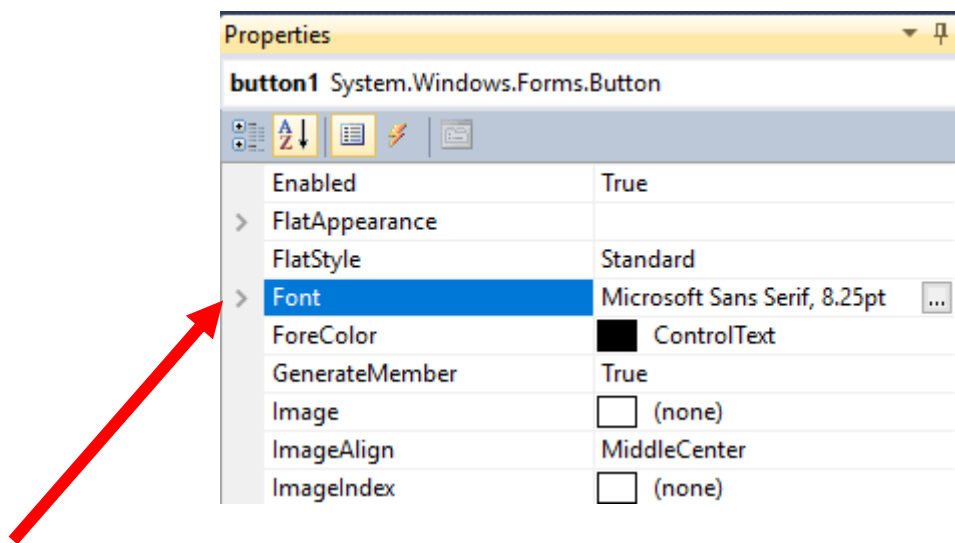 Properties
button1 System.Windows.Forms.Button
A
Z
Enabled True
FlatAppearance
FlatStyle Standard
Font Microsoft Sans Serif, 8.25pt ...
ForeColor ControlText
GenerateMember True
Image (none)
ImageAlign MiddleCenter
ImageIndex (none)